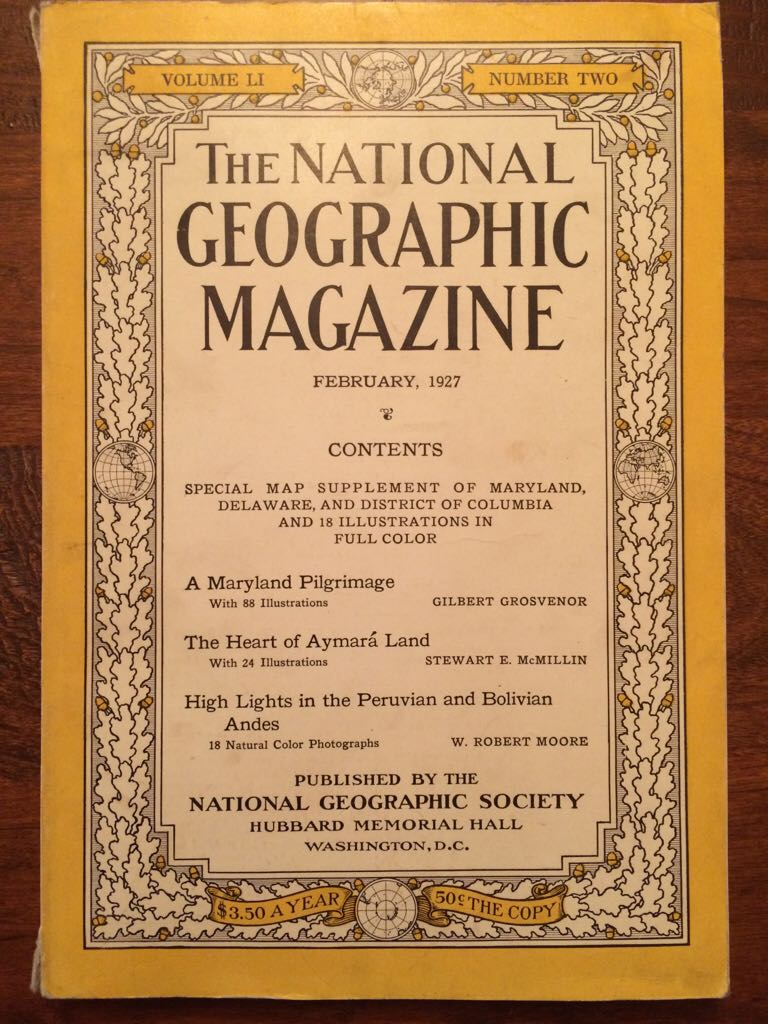 VOLUME LI
NUMBER TWO
THE NATIONAL
GEOGRAPHIC
MAGAZINE
FEBRUARY, 1927
CONTENTS
SPECIAL MAP SUPPLEMENT OF MARYLAND,
DELAWARE, AND DISTRICT OF COLUMBIA
AND 18 ILLUSTRATIONS IN
FULL COLOR
A Maryland Pilgrimage
With 88 Illustrations GILBERT GROSVENOR
The Heart of Aymará Land
With 24 Illustrations STEWART E. McMILLIN
High Lights in the Peruvian and Bolivian
Andes
18 Natural Color Photographs W. ROBERT MOORE
PUBLISHED BY THE
NATIONAL GEOGRAPHIC SOCIETY
HUBBARD MEMORIAL HALL
WASHINGTON, D.C.
$3.50 A YEAR
50¢ THE COPY